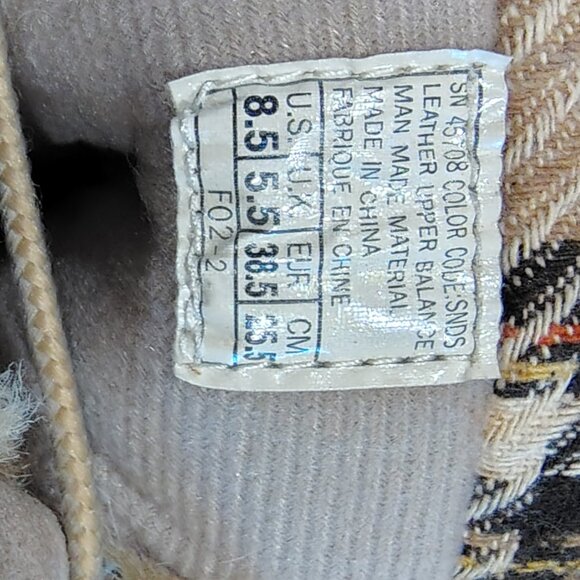 SN 45708 COLOR CODE:SNDS
LEATHER UPPER BALANCE
MAN MADE MATERIAL
MADE IN CHINA
FABRIQUE EN CHINE
U.S U.K EUR CM
8.5 5.5 38.5 25.5
F02-2